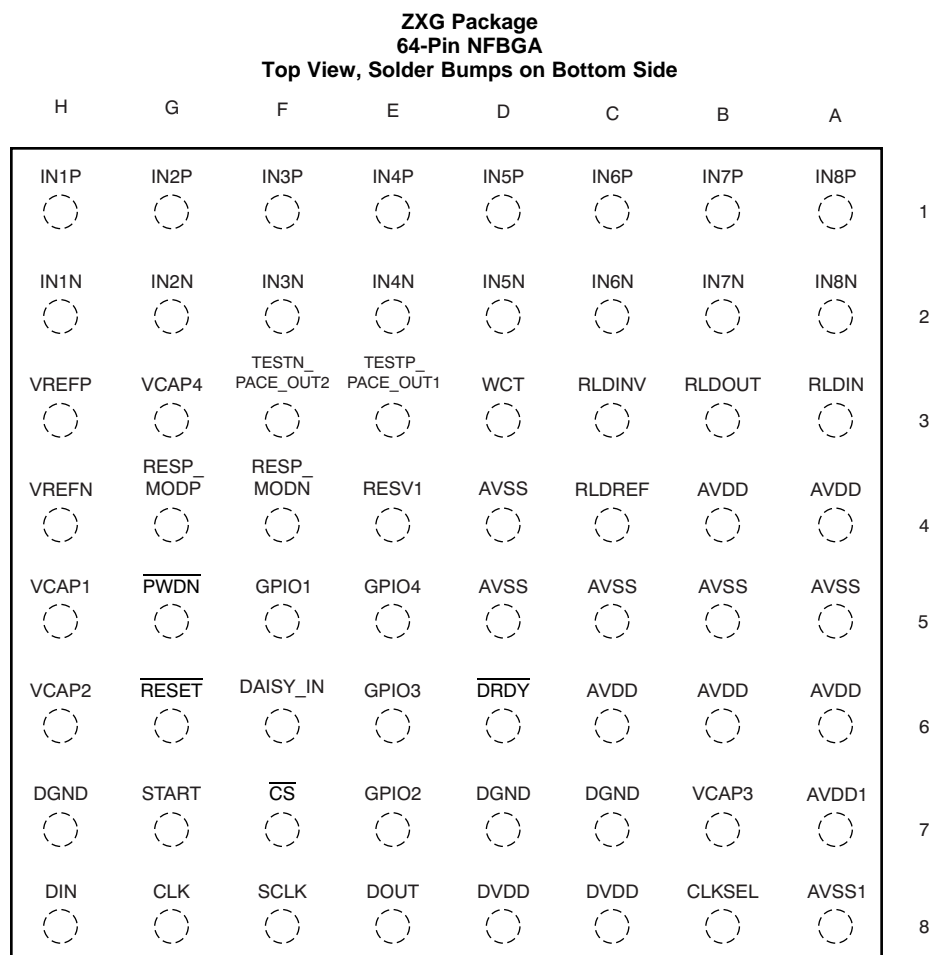 ZXG Package
64-Pin NFBGA
Top View, Solder Bumps on Bottom Side
H G F E D C B A
IN1P IN2P IN3P IN4P IN5P IN6P IN7P IN8P
1
IN1N IN2N IN3N IN4N IN5N IN6N IN7N IN8N
2
TESTN_ TESTP_
VREFP VCAP4 PACE_OUT2 PACE_OUT1 WCT RLDINV RLDOUT RLDIN
3
RESP_ RESP_
VREFN MODP MODN RESV1 AVSS RLDREF AVDD AVDD
4
VCAP1 PWDN GPIO1 GPIO4 AVSS AVSS AVSS AVSS
5
VCAP2 RESET DAISY_IN GPIO3 DRDY AVDD AVDD AVDD
6
DGND START CS GPIO2 DGND DGND VCAP3 AVDD1
7
DIN CLK SCLK DOUT DVDD DVDD CLKSEL AVSS1
8